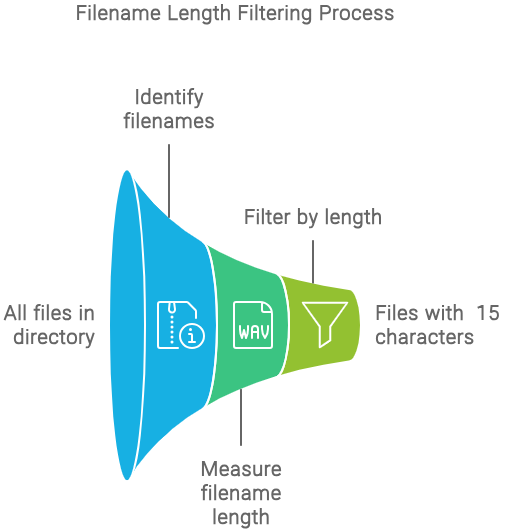 Filename Length Filtering Process
Identify
filenames
Filter by length
All files in
directory
WAV
i
Files with  15
characters
Measure
filename
length